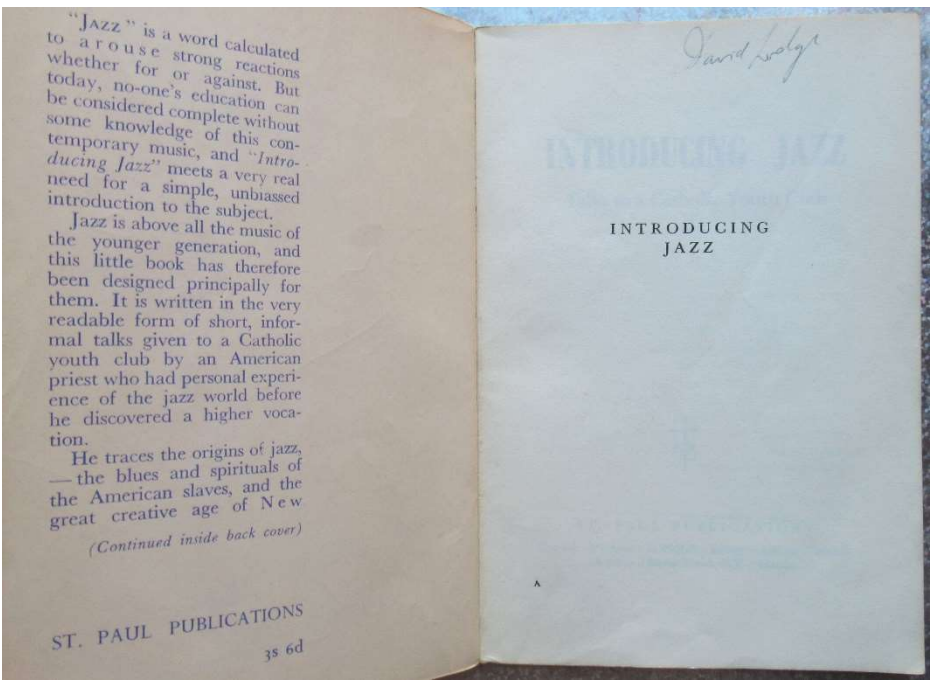 "Jazz" is a word calculated
to arouse strong reactions
whether for or against. But
today, no-one's education can
be considered complete without
some knowledge of this con-
temporary music, and "Intro-
ducing Jazz" meets a very real
need for a simple, unbiassed
introduction to the subject.
Jazz is above all the music of
the younger generation, and
this little book has therefore
been designed principally for
them. It is written in the very
readable form of short, infor-
mal talks given to a Catholic
youth club by an American
priest who had personal experi-
ence of the jazz world before
he discovered a higher voca-
tion.
He traces the origins of jazz,
— the blues and spirituals of
the American slaves, and the
great creative age of New
(Continued inside back cover)
ST. PAUL PUBLICATIONS
3s 6d
David Lodge
INTRODUCING JAZZ
INTRODUCING
JAZZ
A